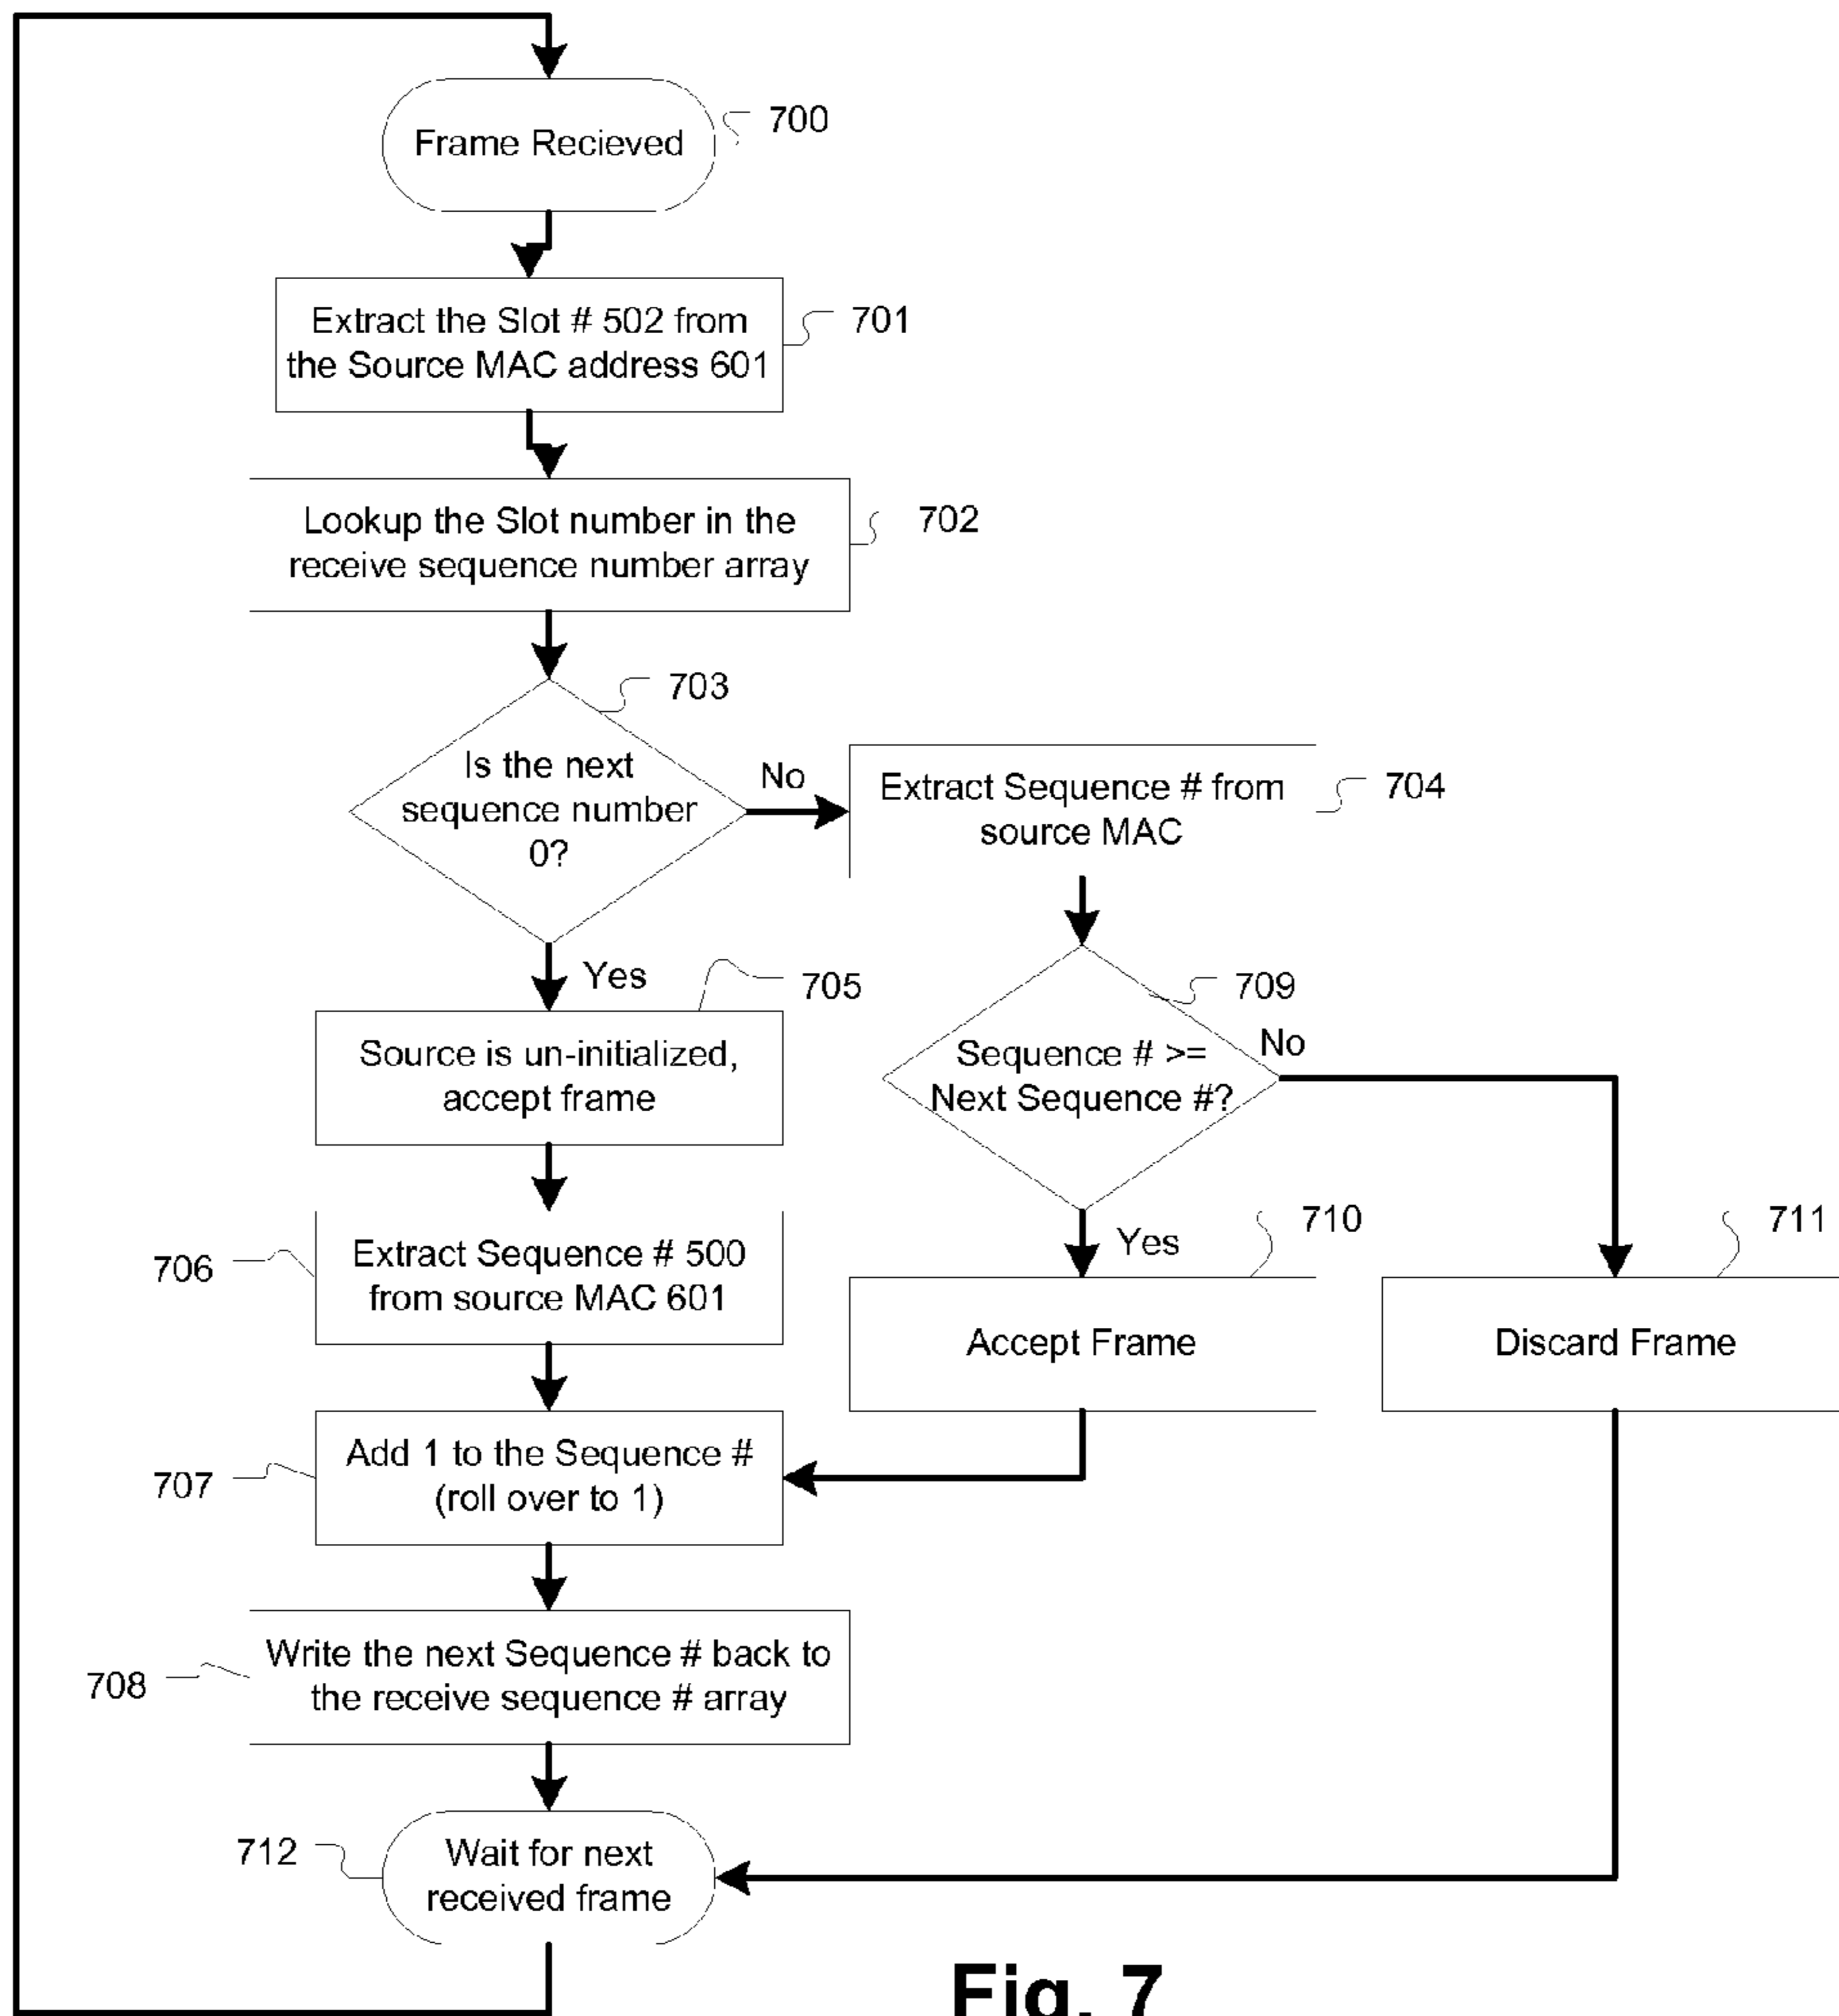 Frame Recieved
700
Extract the Slot # 502 from
the Source MAC address 601
701
Lookup the Slot number in the
receive sequence number array
702
703
Is the next
sequence number
0?
No
Extract Sequence # from
source MAC
704
Yes
705
Source is un-initialized,
accept frame
709
Sequence # >=
Next Sequence #?
No
706
Extract Sequence # 500
from source MAC 601
Yes
710
Accept Frame
711
Discard Frame
707
Add 1 to the Sequence #
(roll over to 1)
708
Write the next Sequence # back to
the receive sequence # array
712
Wait for next
received frame
Fig. 7